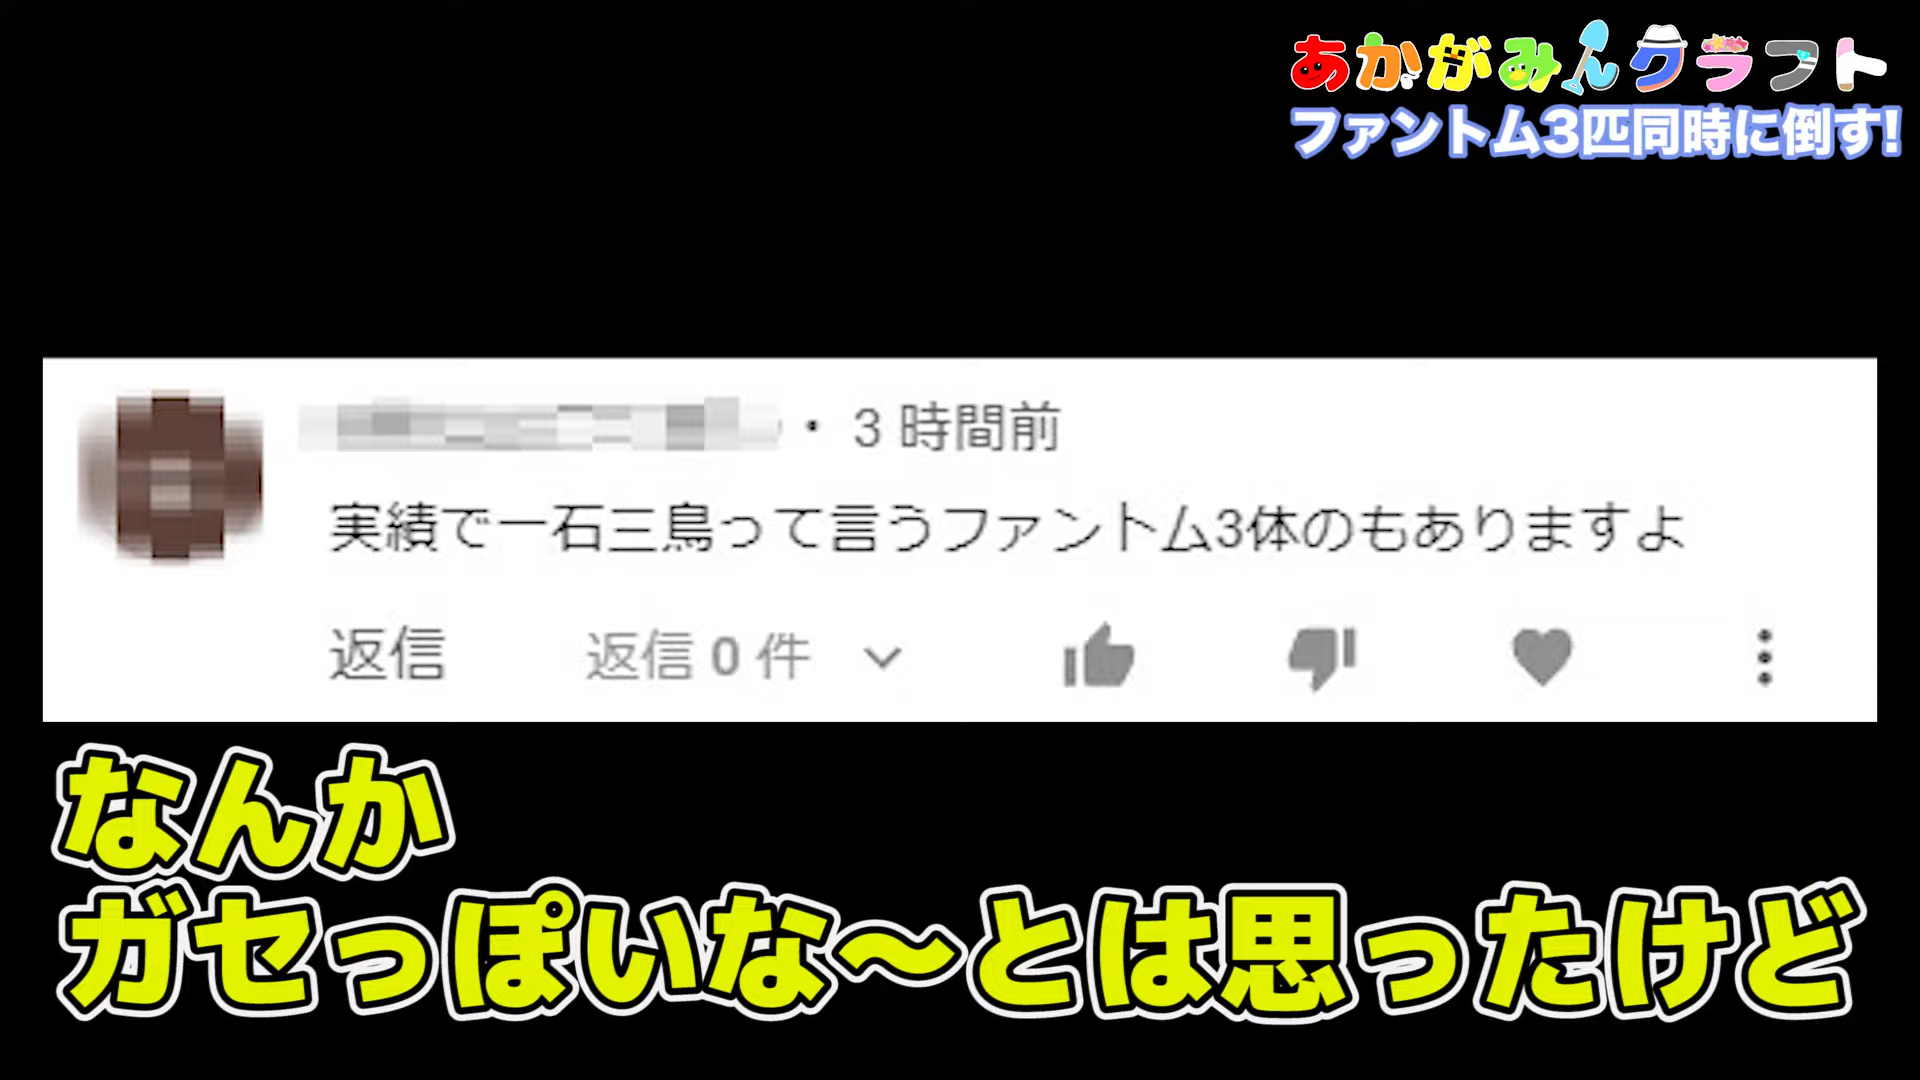 あかがみんクラフト
ファントム3匹同時に倒す!
・3 時間前
実績で一石三鳥って言うファントム3体のもありますよ
返信 返信 0 件
なんか
ガセっぽいな～とは思ったけど